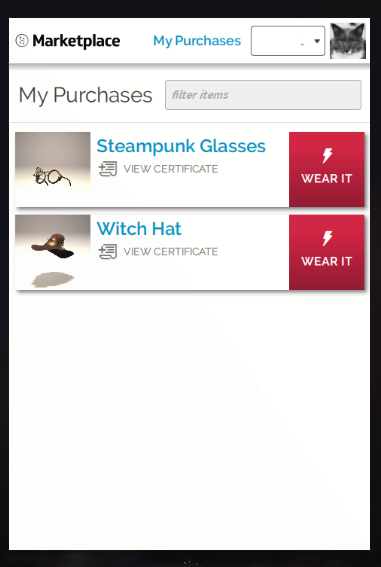 Marketplace My Purchases ..
My Purchases filter items
Steampunk Glasses
VIEW CERTIFICATE
WEAR IT
Witch Hat
VIEW CERTIFICATE
WEAR IT